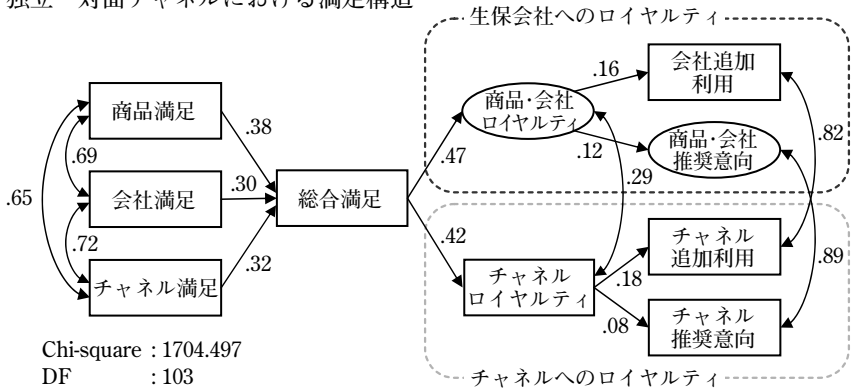 独立・対面チャネルにおける満足構造
生保会社へのロイヤルティ
商品満足
会社満足
チャネル満足
.65
.69
.72
.38
.30
.32
総合満足
.47
.42
商品・会社
ロイヤルティ
.16
.12
会社追加
利用
商品・会社
推奨意向
.29
.82
.89
チャネル
ロイヤルティ
.18
.08
チャネル
追加利用
チャネル
推奨意向
チャネルへのロイヤルティ
Chi-square : 1704.497
DF : 103